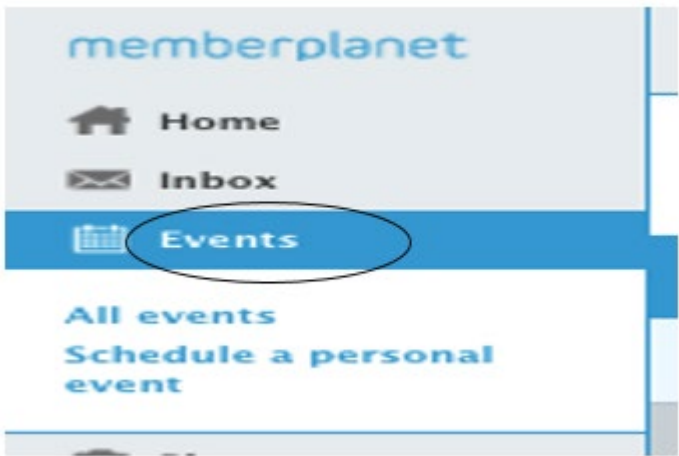 memberplanet
Home
Inbox
Events
All events
Schedule a personal
event